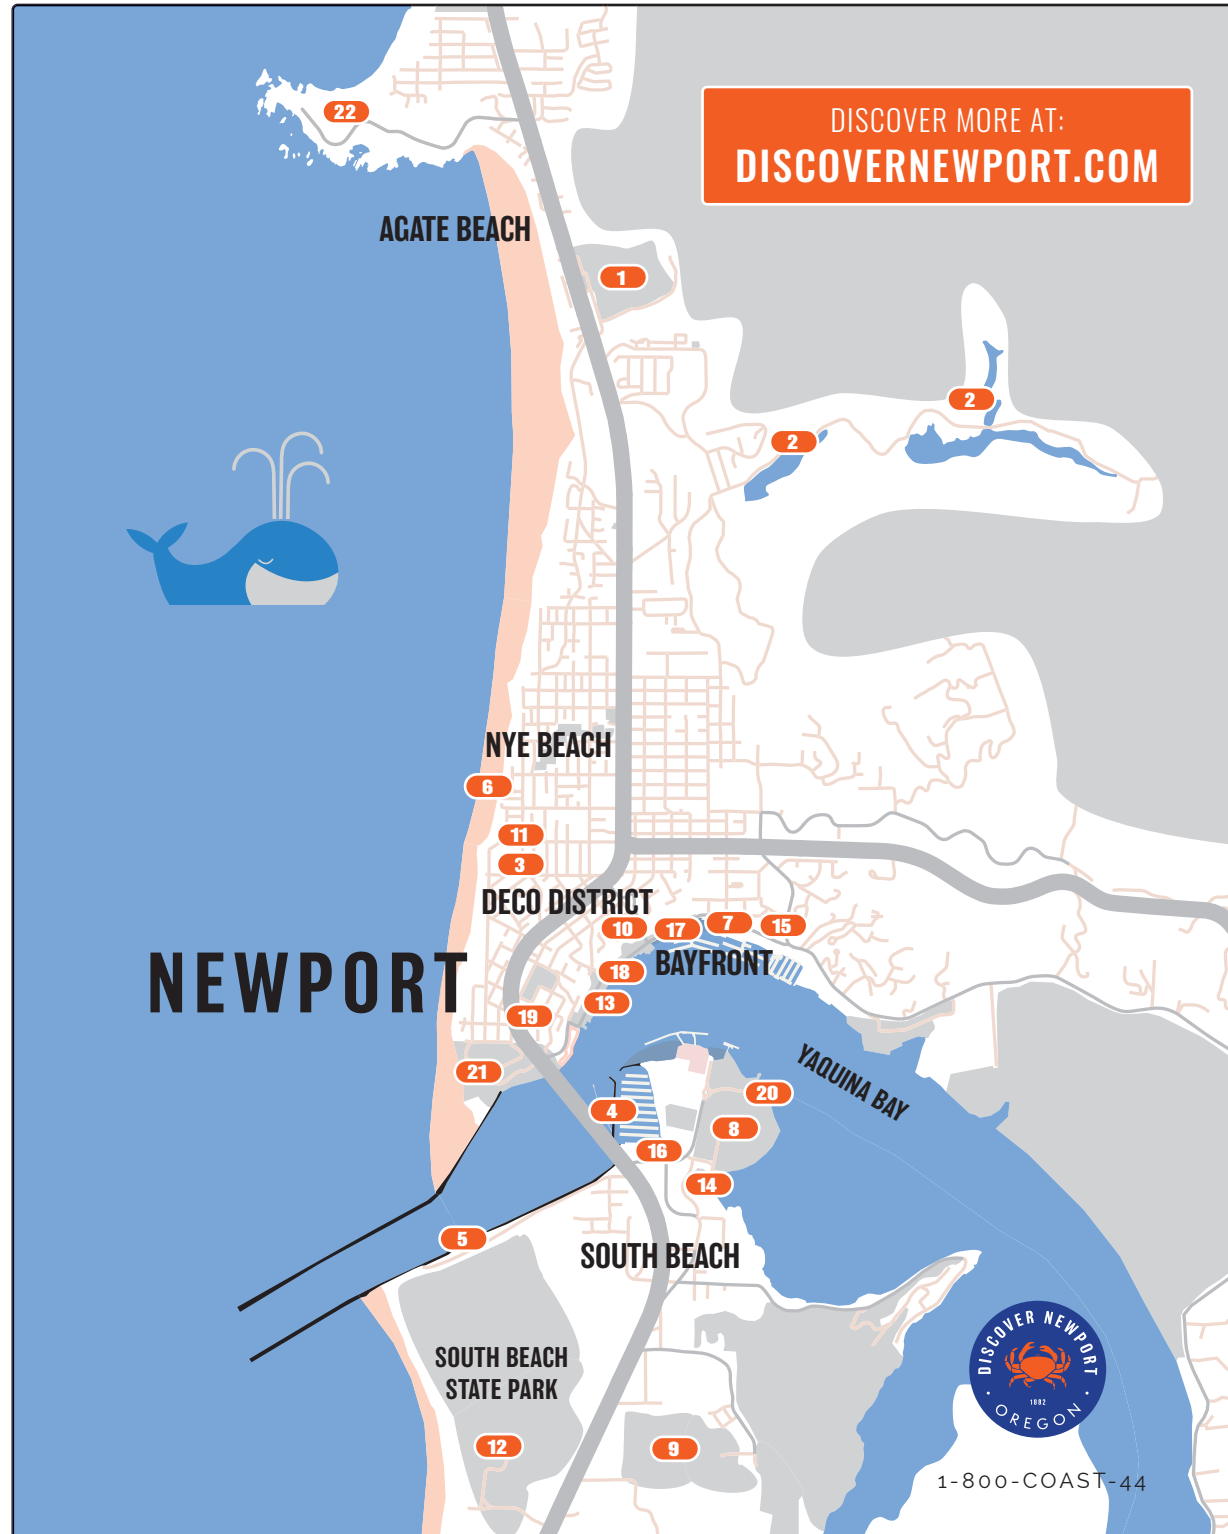 22
DISCOVER MORE AT:
DISCOVERNEWPORT.COM
AGATE BEACH
1
2
2
NYE BEACH
6
11
3
DECO DISTRICT
10
17
7
15
BAYFRONT
NEWPORT
18
13
19
21
YAQUINA BAY
20
4
8
16
14
5
SOUTH BEACH
SOUTH BEACH
STATE PARK
12
9
DISCOVER NEWPORT
1882
OREGON
1-800-COAST-44